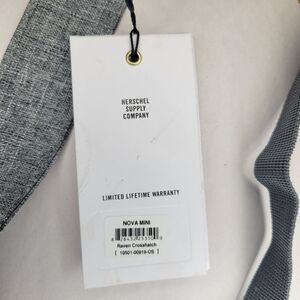 HERSCHEL
SUPPLY
COMPANY
LIMITED LIFETIME WARRANTY
NOVA MINI
Raven Crosshatch
[ 10501-00919-OS ]